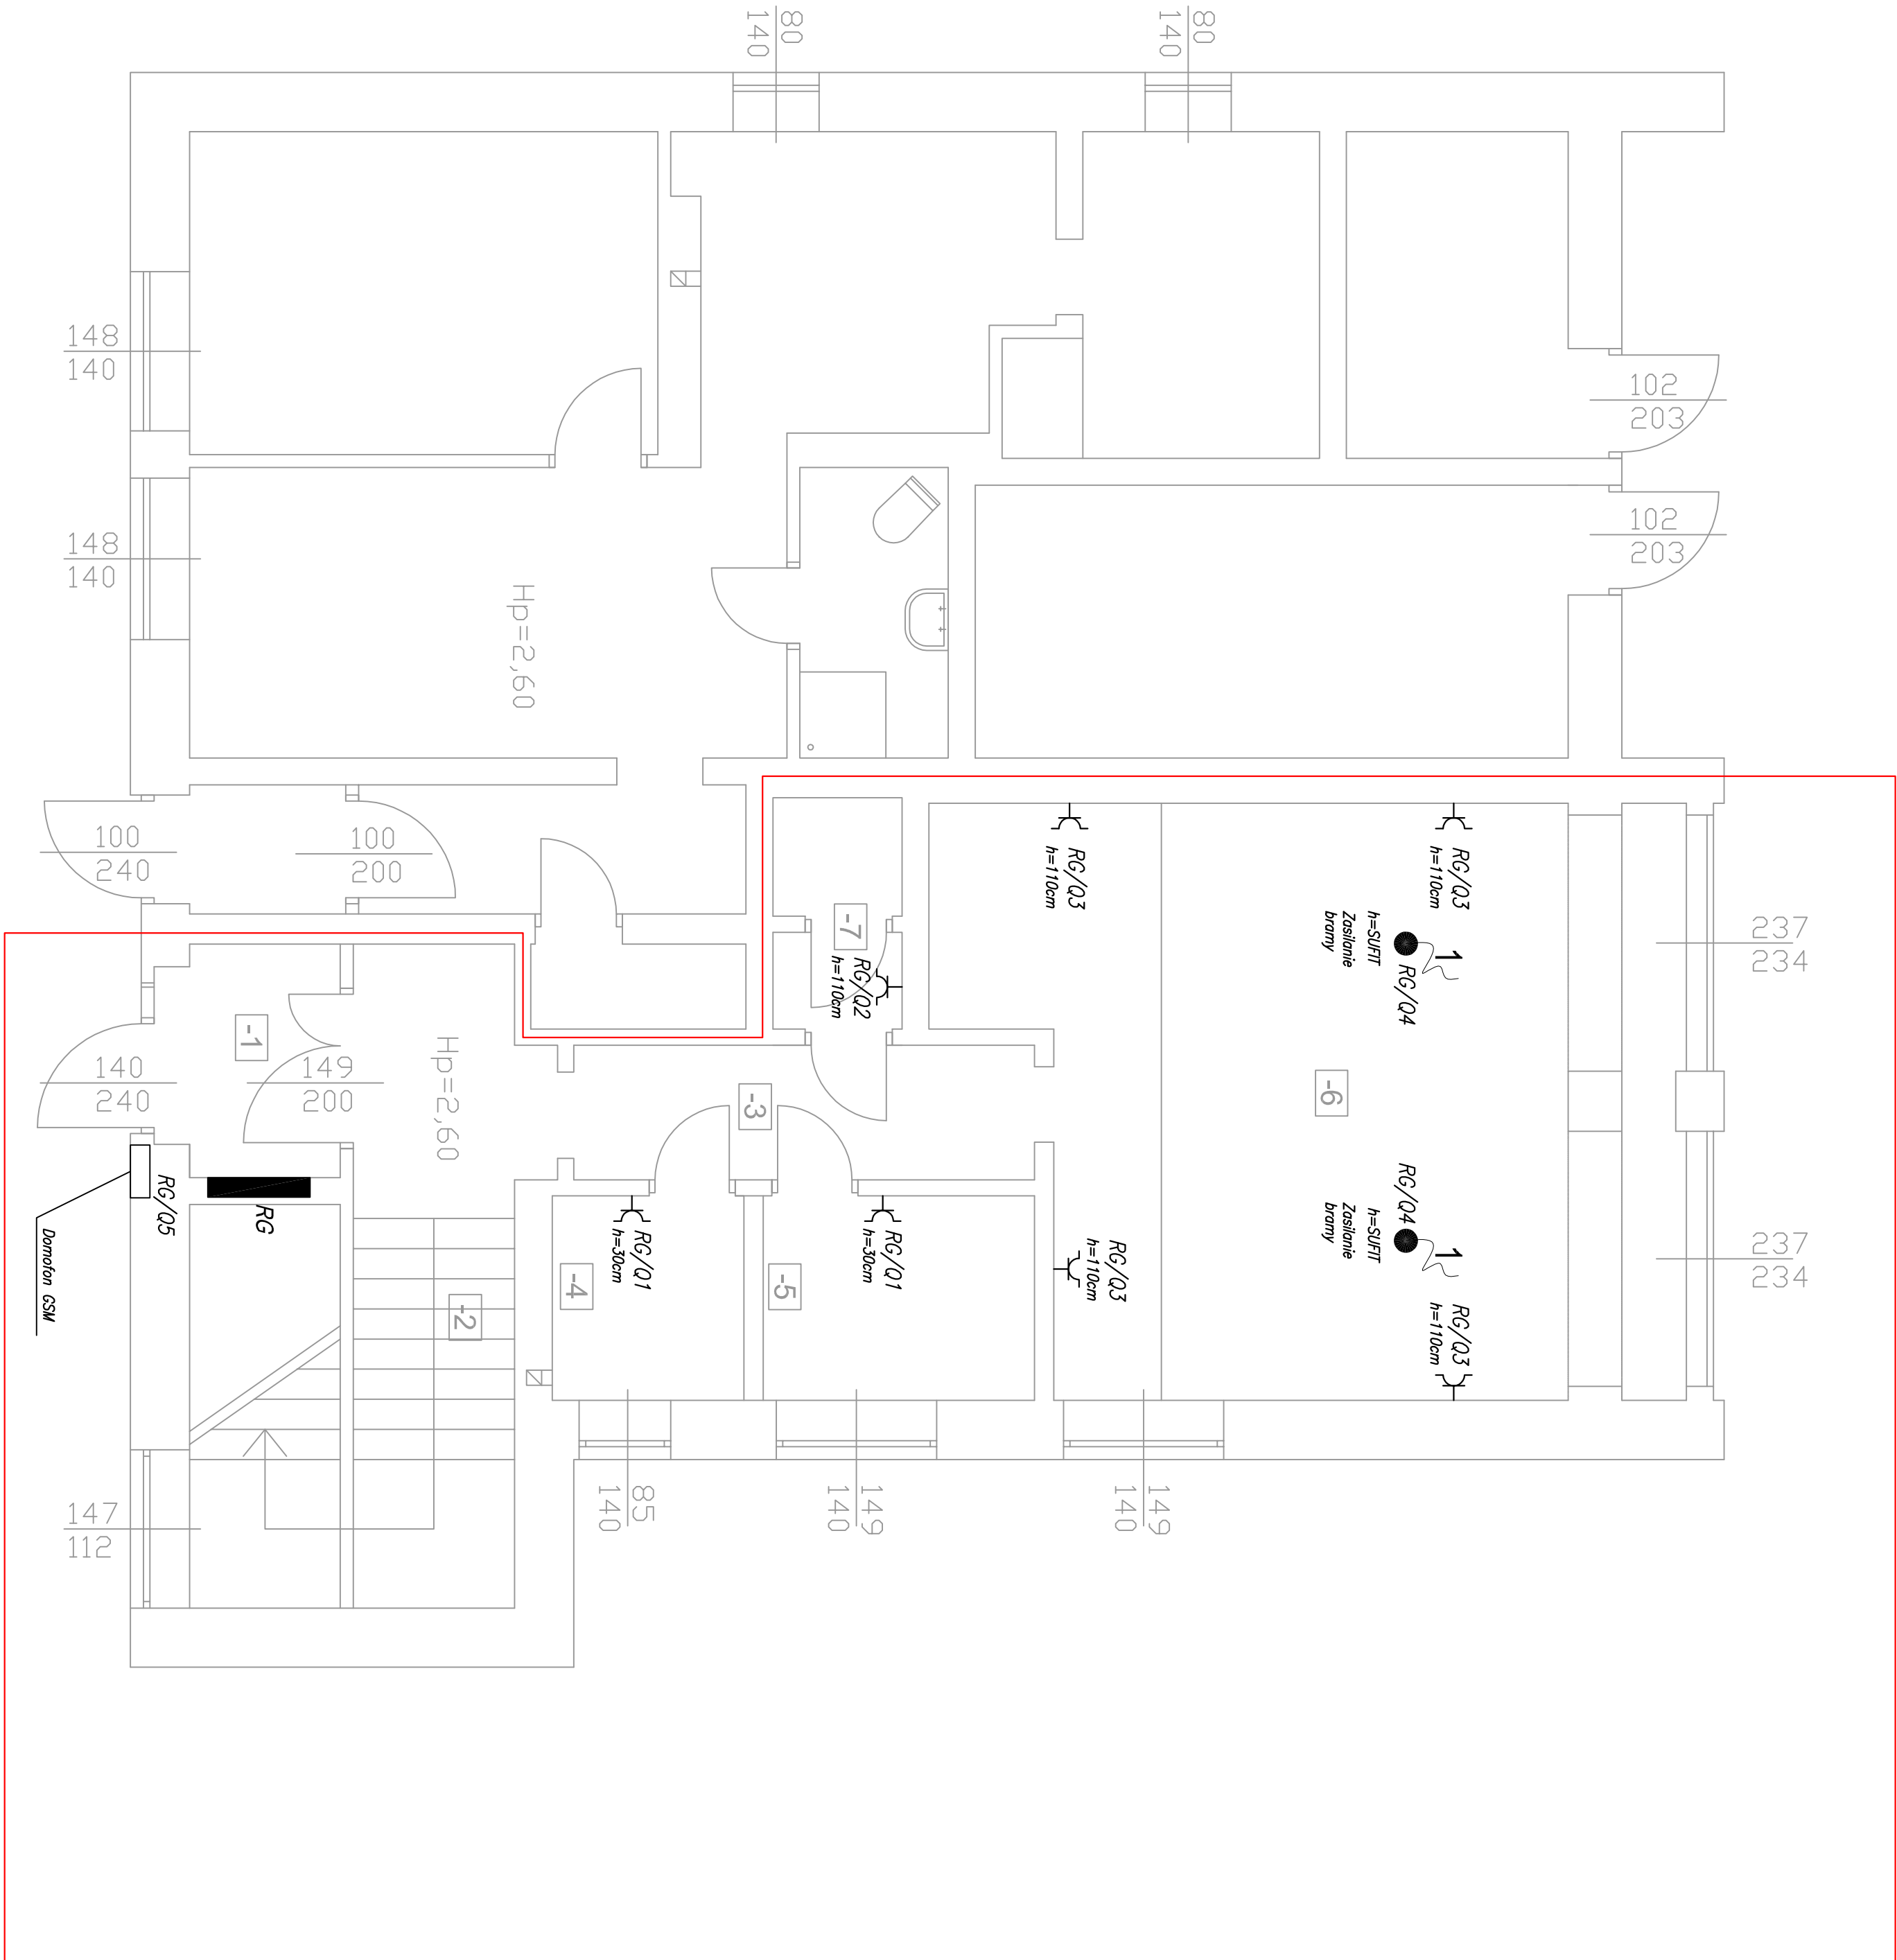 80
140
80
140
148
140
102
203
102
203
148
140
Hp=2,60
100
240
100
200
RG/Q3
h=110cm
RG/Q3
h=110cm
-7
RG/Q2
h=110cm
h=SUFIT
Zasilanie
bramy
1
RG/Q4
237
234
-1
Hp=2,60
140
240
149
200
-3
-6
RG/Q5
RG
Domofon GSM
RG/Q1
h=30cm
-4
RG/Q1
h=30cm
-5
RG/Q3
h=110cm
RG/Q4
h=SUFIT
Zasilanie
bramy
1
237
234
RG/Q3
h=110cm
-2
85
140
149
140
149
140
147
112